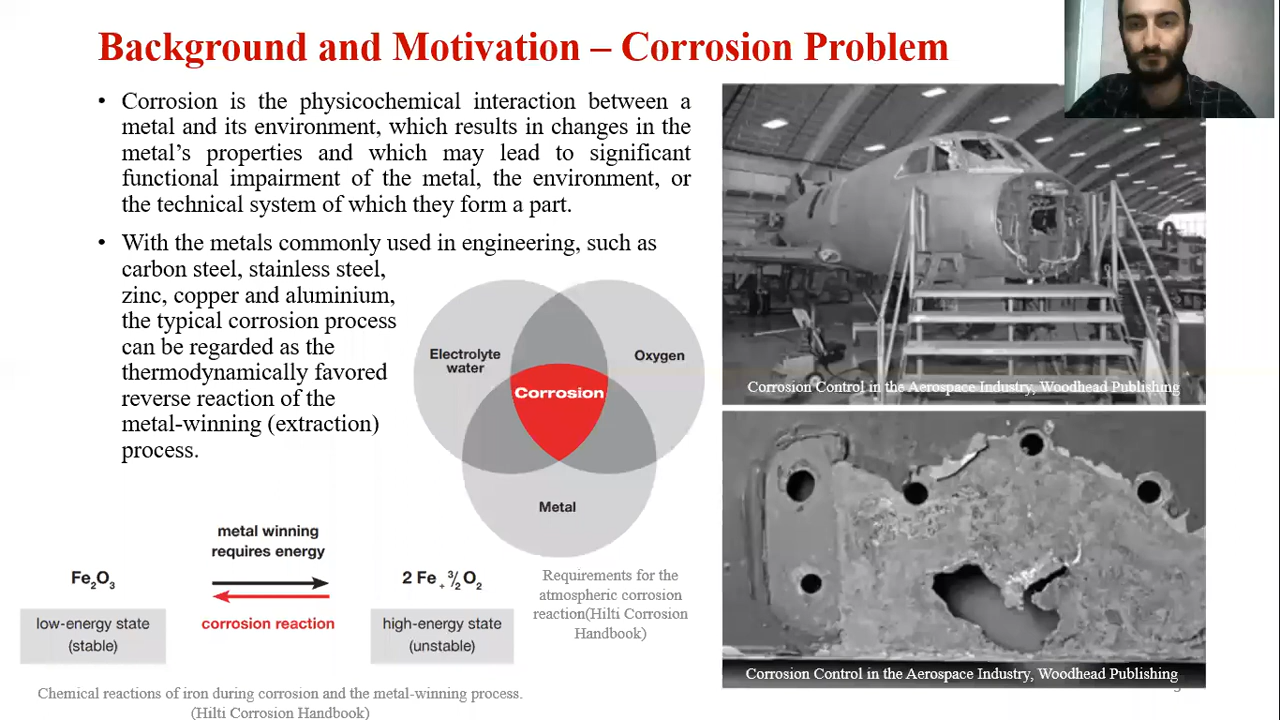 Background and Motivation – Corrosion Problem
• Corrosion is the physicochemical interaction between a
metal and its environment, which results in changes in the
metal's properties and which may lead to significant
functional impairment of the metal, the environment, or
the technical system of which they form a part.
• With the metals commonly used in engineering, such as
carbon steel, stainless steel,
zinc, copper and aluminium,
the typical corrosion process
can be regarded as the
thermodynamically favored
reverse reaction of the
metal-winning (extraction)
process.
Electrolyte
water
Oxygen
Corrosion
Metal
Requirements for the
atmospheric corrosion
reaction(Hilti Corrosion
Handbook)
metal winning
requires energy
Fe₂O₃
2 Fe + ³⁄₂O₂
low-energy state
(stable)
corrosion reaction
high-energy state
(unstable)
Chemical reactions of iron during corrosion and the metal-winning process.
(Hilti Corrosion Handbook)
Corrosion Control in the Aerospace Industry, Woodhead Publishing
Corrosion Control in the Aerospace Industry, Woodhead Publishing